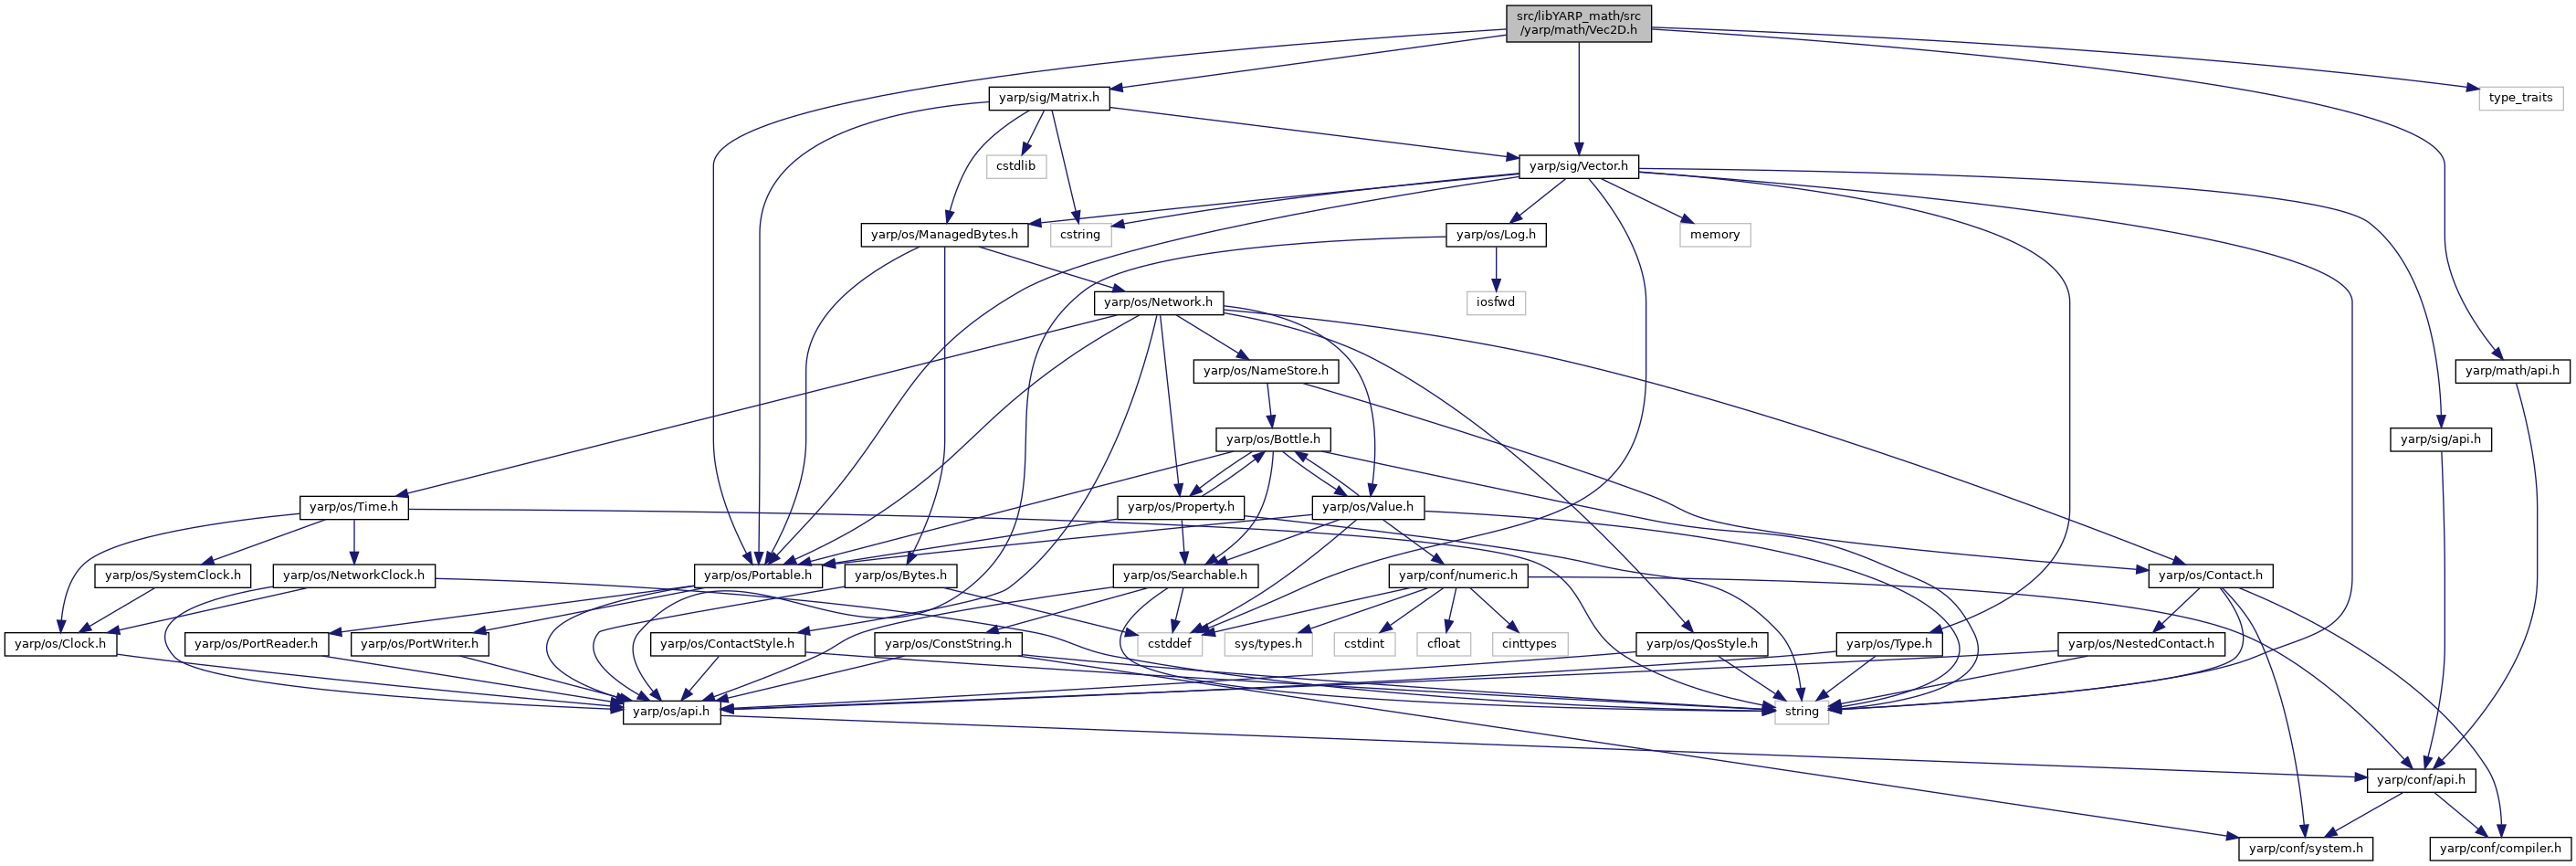 src/libYARP_math/src
/yarp/math/Vec2D.h
yarp/sig/Matrix.h
type_traits
cstdlib
yarp/sig/Vector.h
yarp/os/ManagedBytes.h
cstring
yarp/os/Log.h
memory
yarp/os/Network.h
iosfwd
yarp/os/NameStore.h
yarp/math/api.h
yarp/os/Bottle.h
yarp/sig/api.h
yarp/os/Time.h
yarp/os/Property.h
yarp/os/Value.h
yarp/os/SystemClock.h
yarp/os/NetworkClock.h
yarp/os/Portable.h
yarp/os/Bytes.h
yarp/os/Searchable.h
yarp/conf/numeric.h
yarp/os/Contact.h
yarp/os/Clock.h
yarp/os/PortReader.h
yarp/os/PortWriter.h
yarp/os/ContactStyle.h
yarp/os/ConstString.h
cstddef
sys/types.h
cstdint
cfloat
cinttypes
yarp/os/QosStyle.h
yarp/os/Type.h
yarp/os/NestedContact.h
yarp/os/api.h
string
yarp/conf/api.h
yarp/conf/system.h
yarp/conf/compiler.h